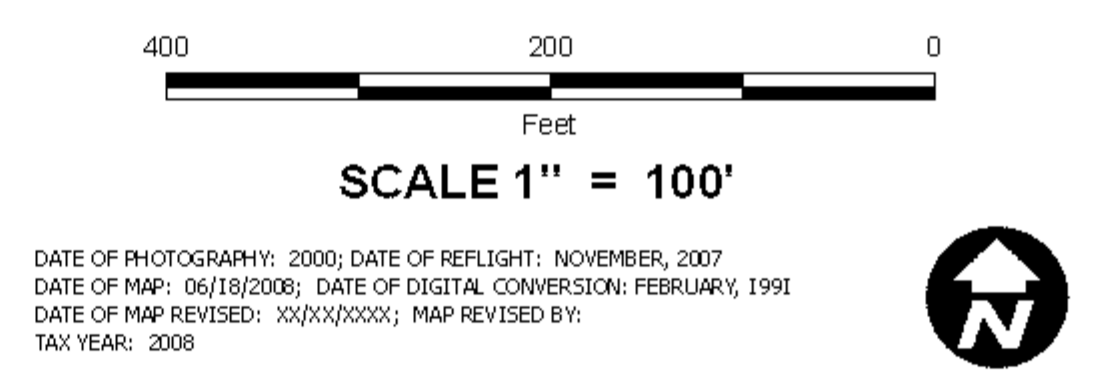 400 200 0
Feet
SCALE 1" = 100'
DATE OF PHOTOGRAPHY: 2000; DATE OF REFLIGHT: NOVEMBER, 2007
DATE OF MAP: 06/I8/2008; DATE OF DIGITAL CONVERSION: FEBRUARY, I99I
DATE OF MAP REVISED: XX/XX/XXXX; MAP REVISED BY:
TAX YEAR: 2008
N